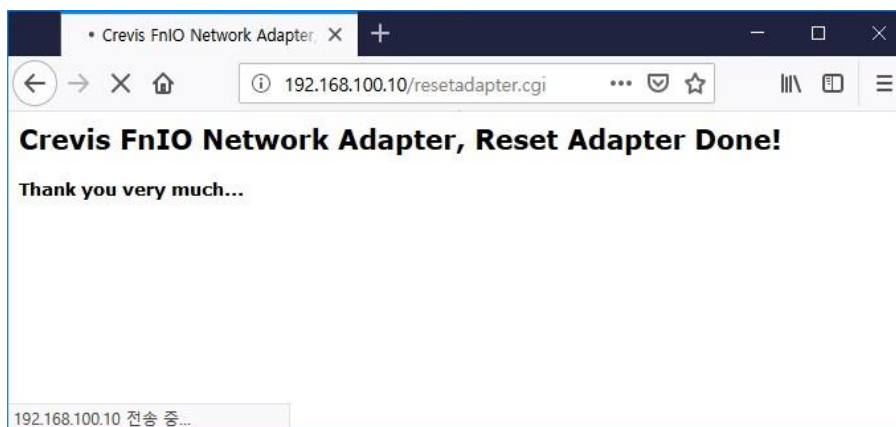 • Crevis FnIO Network Adapter,
192.168.100.10/resetadapter.cgi
Crevis FnIO Network Adapter, Reset Adapter Done!
Thank you very much...
192.168.100.10 전송 중...